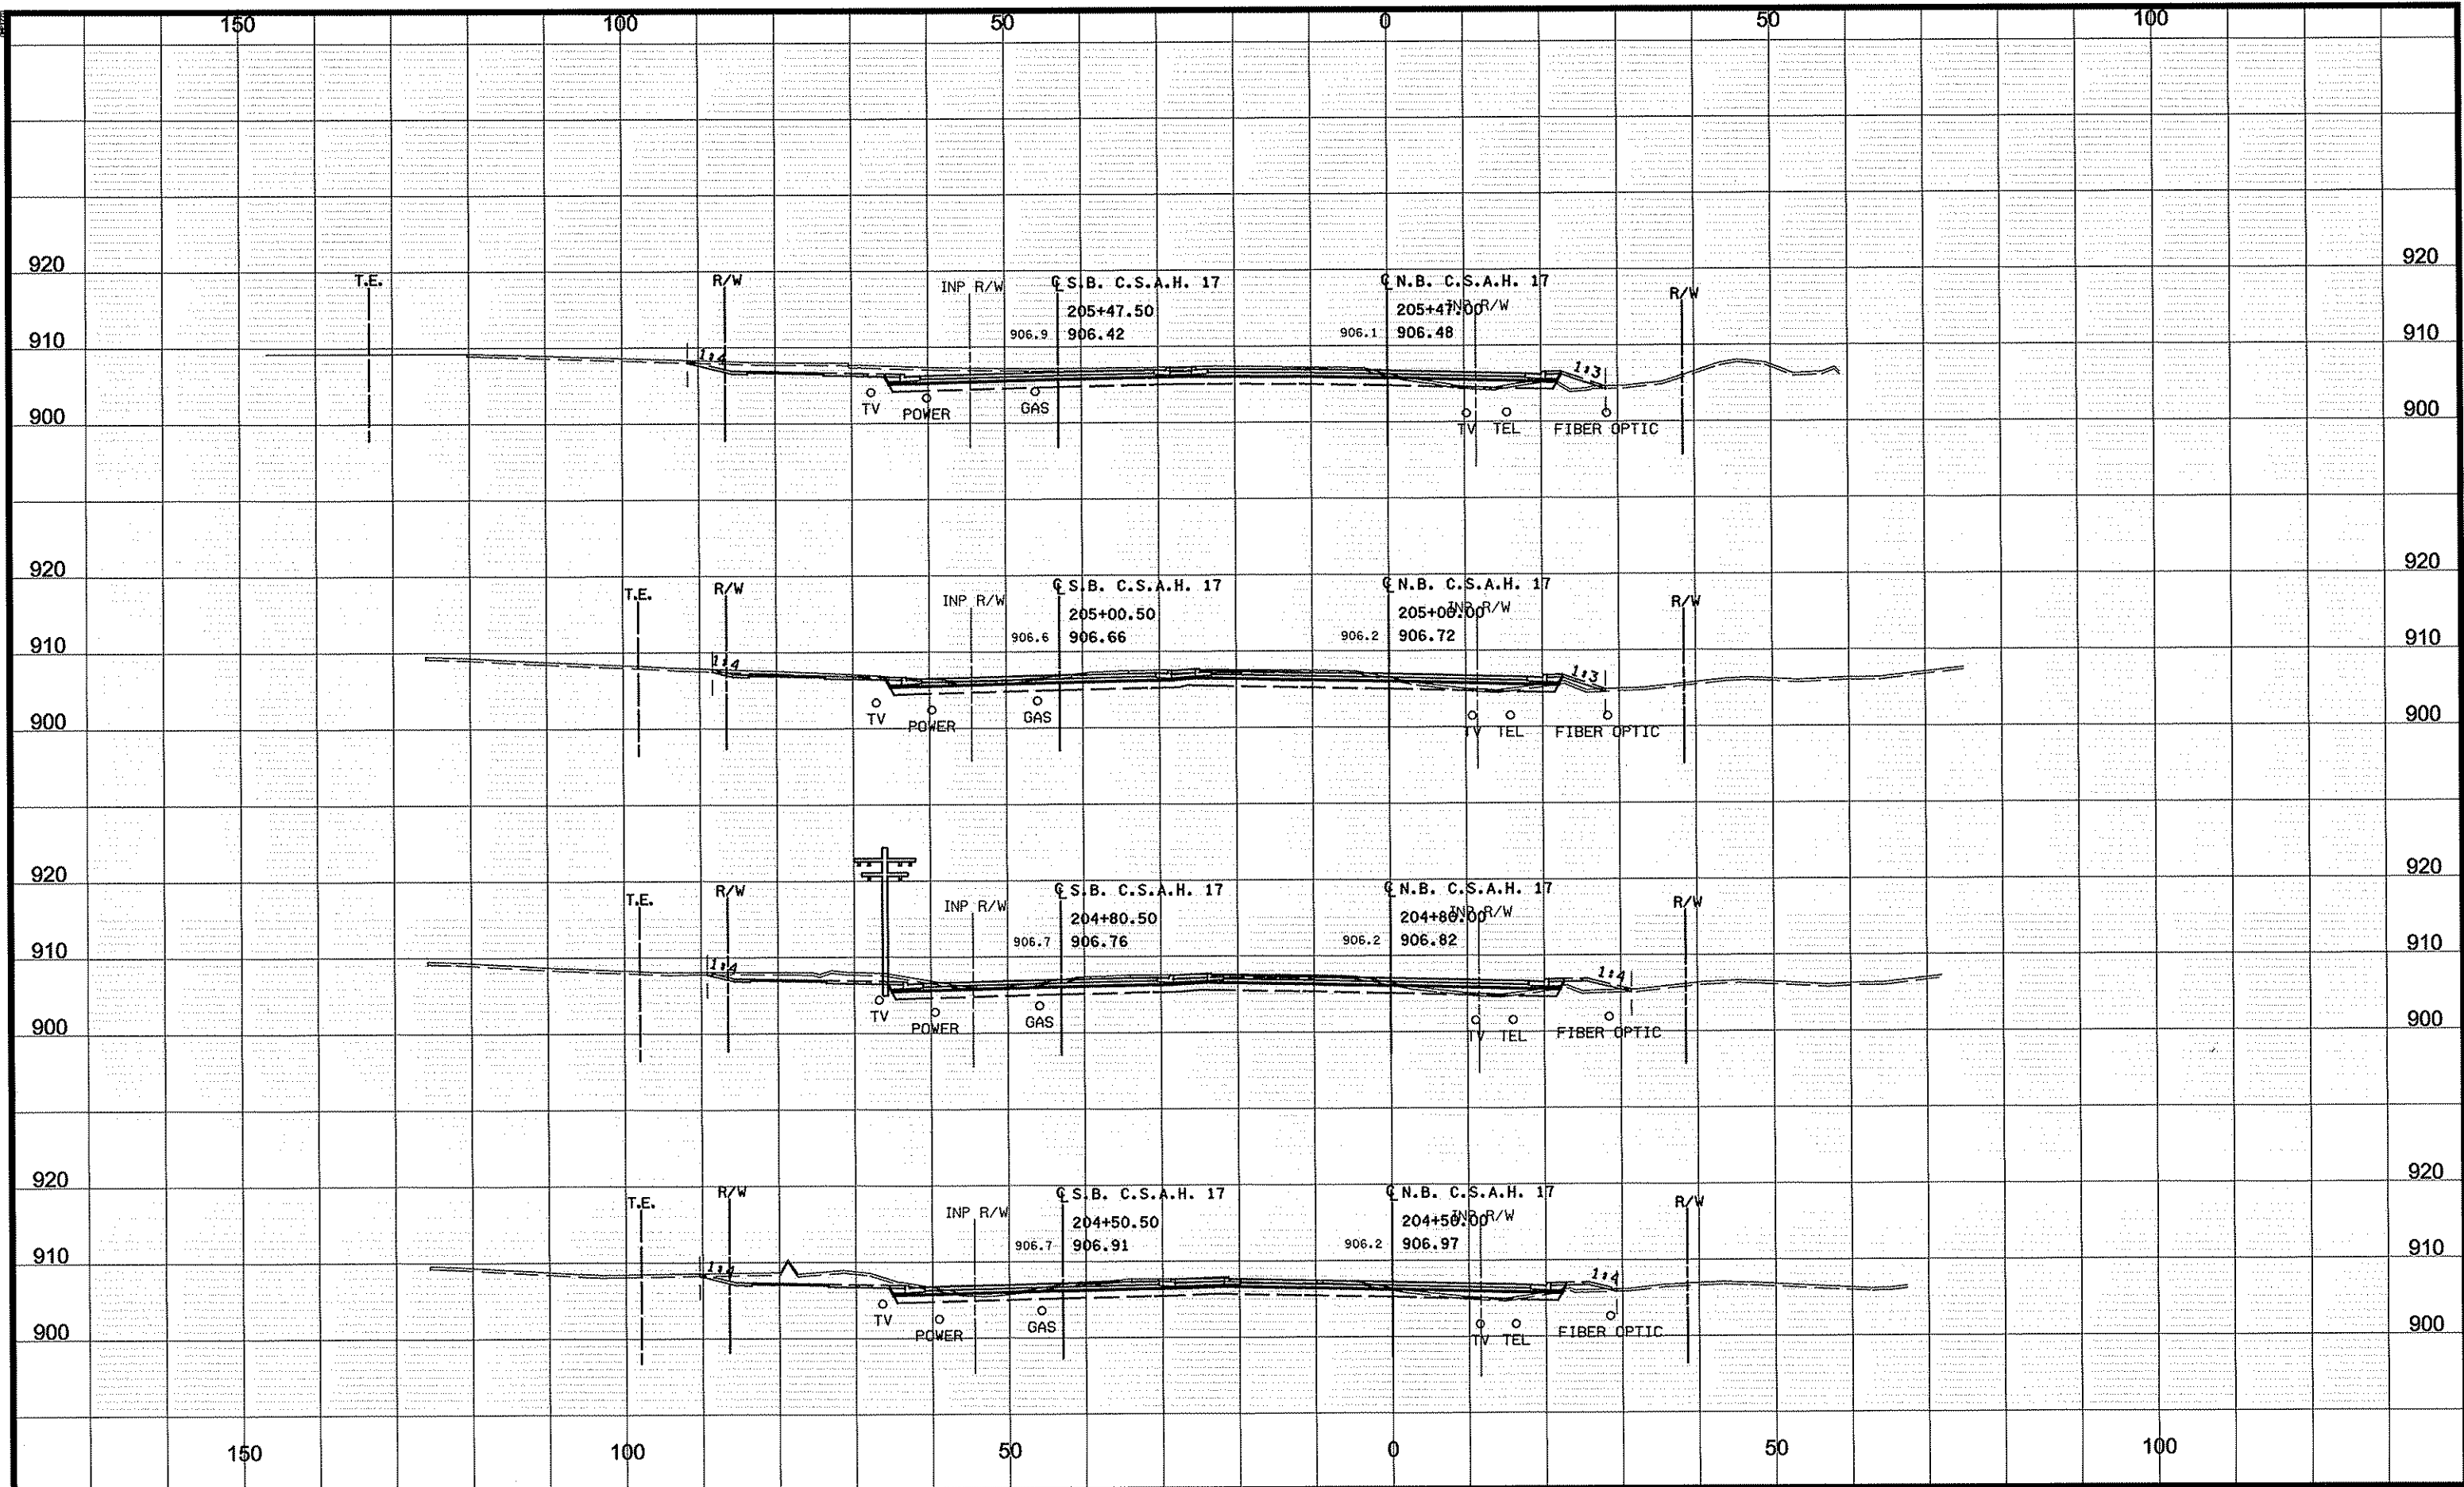 150 100 50 0 50 100
920 920
T.E. R/W INP R/W ℄ S.B. C.S.A.H. 17 ℄ N.B. C.S.A.H. 17 R/W
205+47.50 205+47.00 INP R/W
906.9 906.42 906.1 906.48
910 910
1:4 1:3
900 TV POWER GAS TV TEL FIBER OPTIC 900
920 920
T.E. R/W INP R/W ℄ S.B. C.S.A.H. 17 ℄ N.B. C.S.A.H. 17 R/W
205+00.50 205+00.00 INP R/W
906.6 906.66 906.2 906.72
910 910
1:4 1:3
900 TV POWER GAS TV TEL FIBER OPTIC 900
920 920
T.E. R/W INP R/W ℄ S.B. C.S.A.H. 17 ℄ N.B. C.S.A.H. 17 R/W
204+80.50 204+80.00 INP R/W
906.7 906.76 906.2 906.82
910 910
1:4 1:4
900 TV POWER GAS TV TEL FIBER OPTIC 900
920 920
T.E. R/W INP R/W ℄ S.B. C.S.A.H. 17 ℄ N.B. C.S.A.H. 17 R/W
204+50.50 204+50.00 INP R/W
906.7 906.91 906.2 906.97
910 910
1:4 1:4
900 TV POWER GAS TV TEL FIBER OPTIC 900
150 100 50 0 50 100